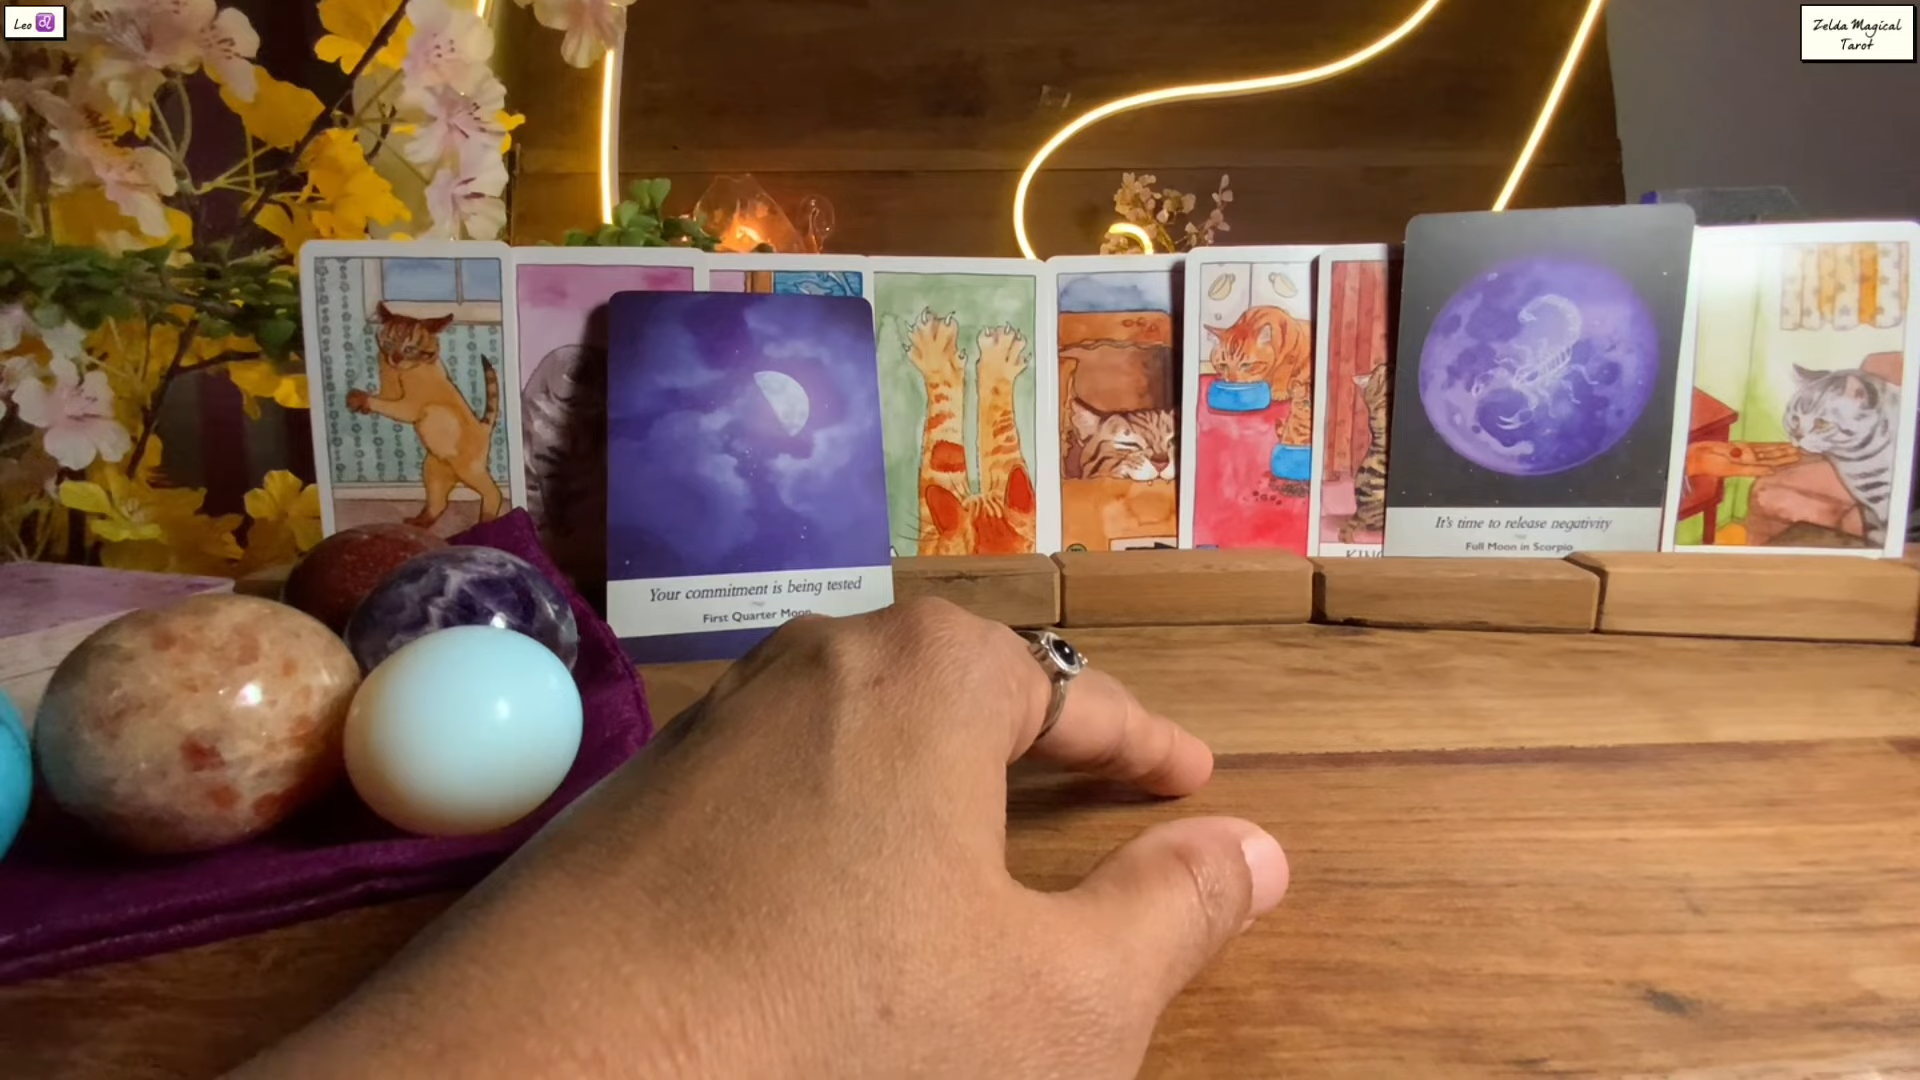 Leo ♌
Zelda Magical
Tarot
Your commitment is being tested
First Quarter Moon
It's time to release negativity
Full Moon in Scorpio